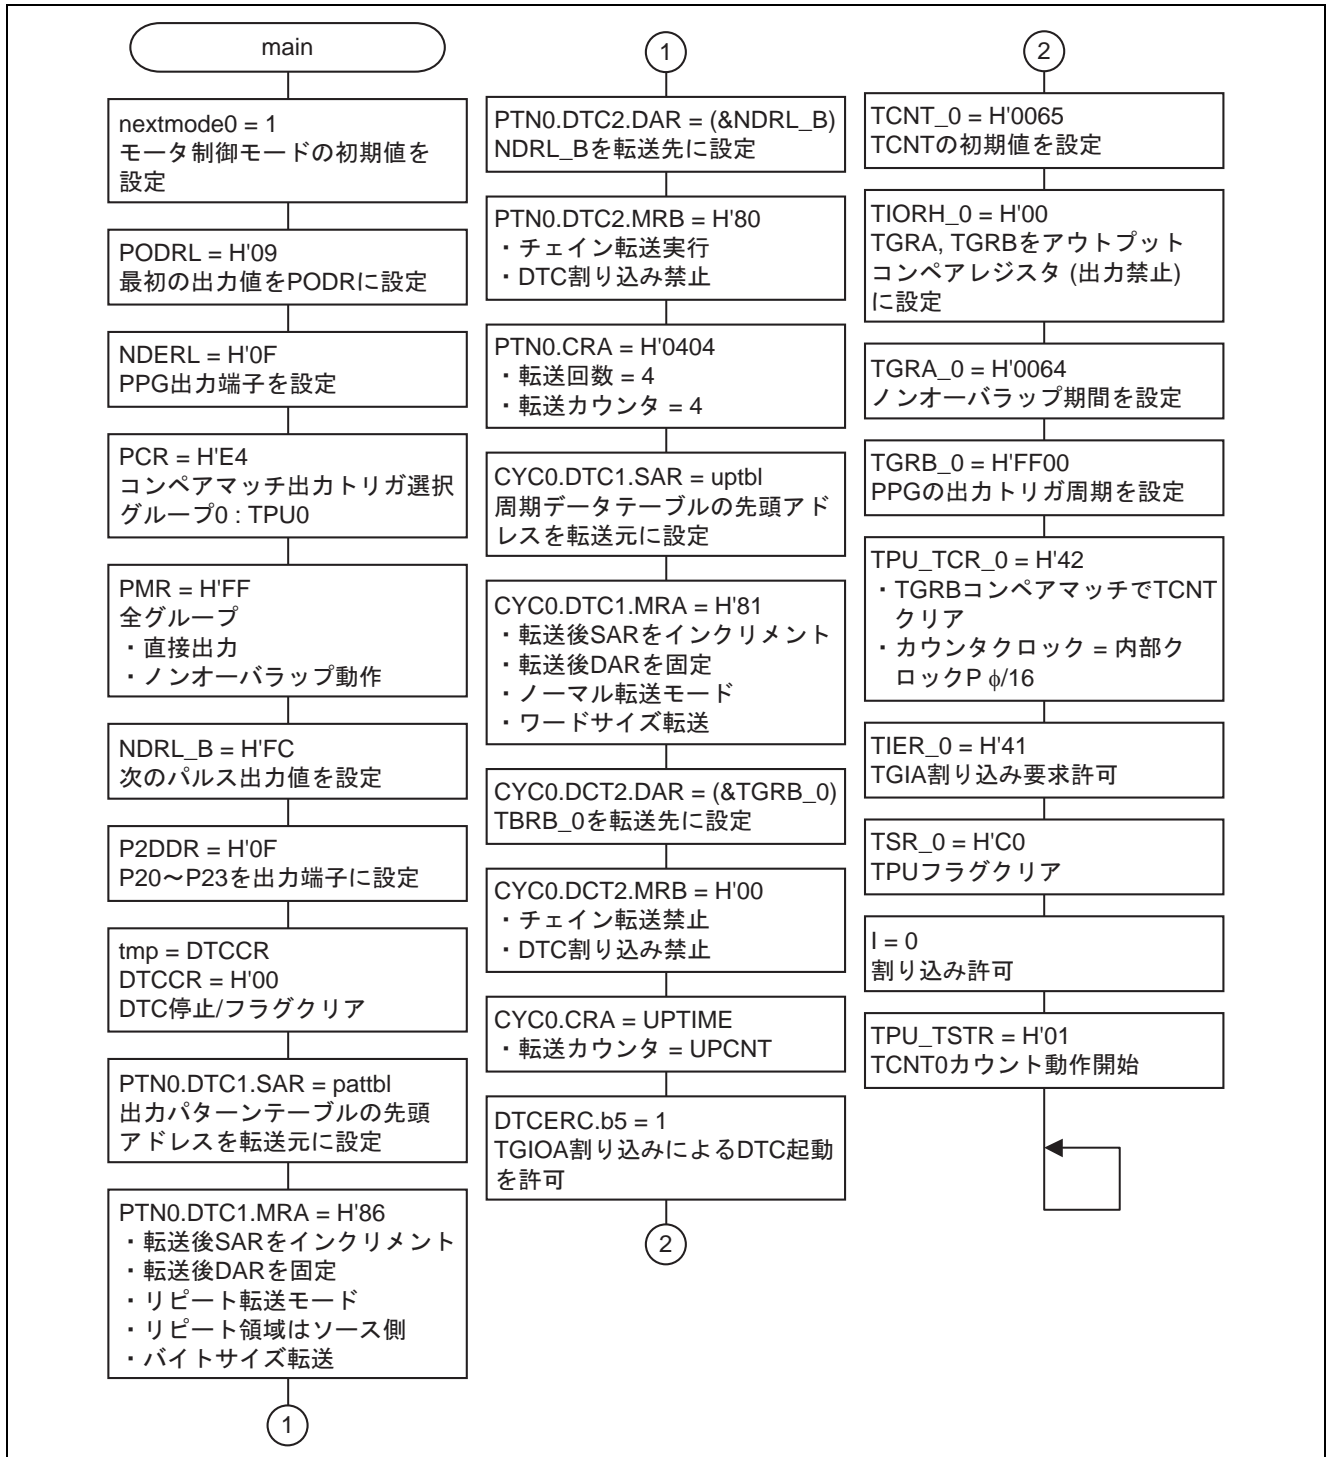 main
nextmode0 = 1
モータ制御モードの初期値を
設定
PODRL = H'09
最初の出力値をPODRに設定
NDERL = H'0F
PPG出力端子を設定
PCR = H'E4
コンペアマッチ出力トリガ選択
グループ0 : TPU0
PMR = H'FF
全グループ
・直接出力
・ノンオーバラップ動作
NDRL_B = H'FC
次のパルス出力値を設定
P2DDR = H'0F
P20～P23を出力端子に設定
tmp = DTCCR
DTCCR = H'00
DTC停止/フラグクリア
PTN0.DTC1.SAR = pattbl
出力パターンテーブルの先頭
アドレスを転送元に設定
PTN0.DTC1.MRA = H'86
・転送後SARをインクリメント
・転送後DARを固定
・リピート転送モード
・リピート領域はソース側
・バイトサイズ転送
1
1
PTN0.DTC2.DAR = (&NDRL_B)
NDRL_Bを転送先に設定
PTN0.DTC2.MRB = H'80
・チェイン転送実行
・DTC割り込み禁止
PTN0.CRA = H'0404
・転送回数 = 4
・転送カウンタ = 4
CYC0.DTC1.SAR = uptbl
周期データテーブルの先頭アド
レスを転送元に設定
CYC0.DTC1.MRA = H'81
・転送後SARをインクリメント
・転送後DARを固定
・ノーマル転送モード
・ワードサイズ転送
CYC0.DCT2.DAR = (&TGRB_0)
TBRB_0を転送先に設定
CYC0.DCT2.MRB = H'00
・チェイン転送禁止
・DTC割り込み禁止
CYC0.CRA = UPTIME
・転送カウンタ = UPCNT
DTCERC.b5 = 1
TGIOA割り込みによるDTC起動
を許可
2
2
TCNT_0 = H'0065
TCNTの初期値を設定
TIORH_0 = H'00
TGRA, TGRBをアウトプット
コンペアレジスタ (出力禁止)
に設定
TGRA_0 = H'0064
ノンオーバラップ期間を設定
TGRB_0 = H'FF00
PPGの出力トリガ周期を設定
TPU_TCR_0 = H'42
・TGRBコンペアマッチでTCNT
クリア
・カウンタクロック = 内部ク
ロックP φ/16
TIER_0 = H'41
TGIA割り込み要求許可
TSR_0 = H'C0
TPUフラグクリア
I = 0
割り込み許可
TPU_TSTR = H'01
TCNT0カウント動作開始